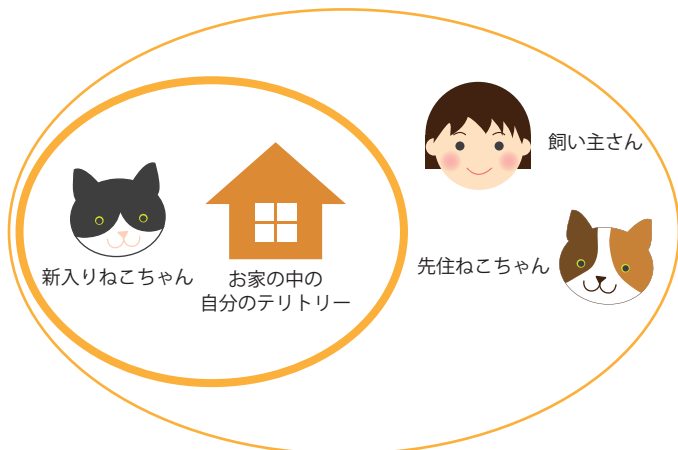 飼い主さん
先住ねこちゃん
新入りねこちゃん
お家の中の
自分のテリトリー